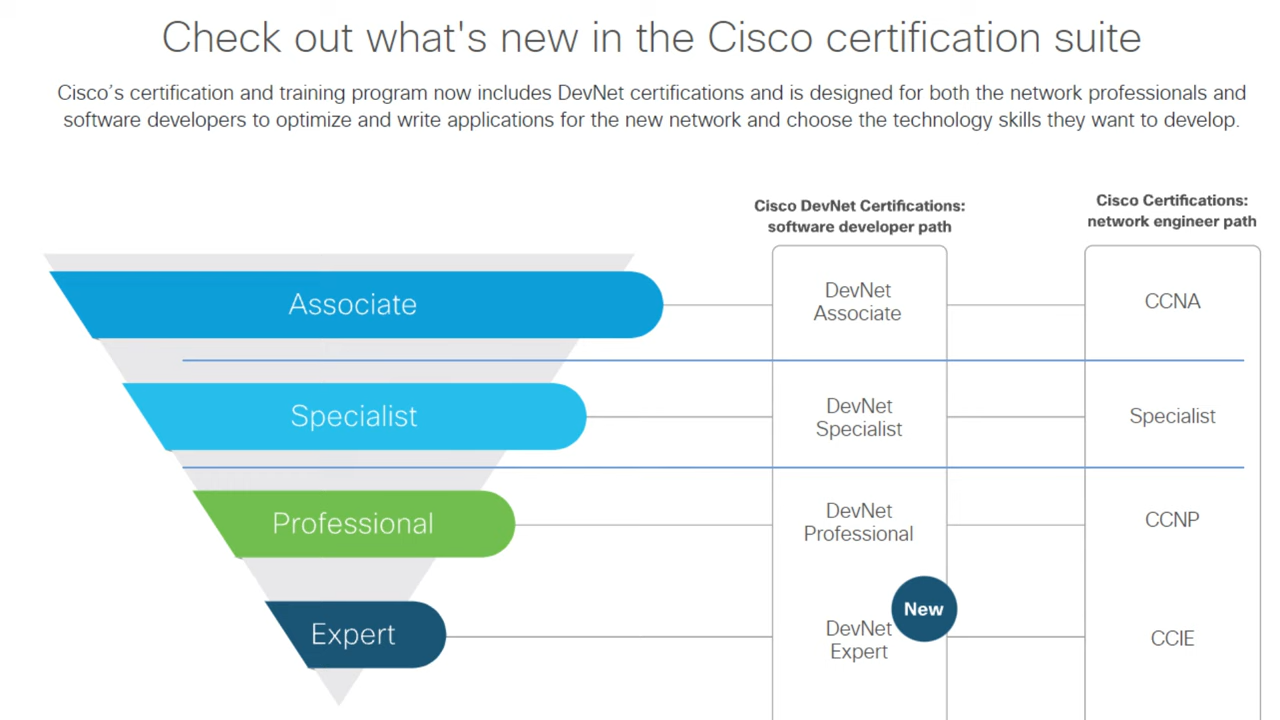 Check out what's new in the Cisco certification suite
Cisco’s certification and training program now includes DevNet certifications and is designed for both the network professionals and
software developers to optimize and write applications for the new network and choose the technology skills they want to develop.
Cisco DevNet Certifications:
software developer path
Cisco Certifications:
network engineer path
Associate
DevNet
Associate
CCNA
Specialist
DevNet
Specialist
Specialist
Professional
DevNet
Professional
CCNP
Expert
DevNet
Expert
New
CCIE